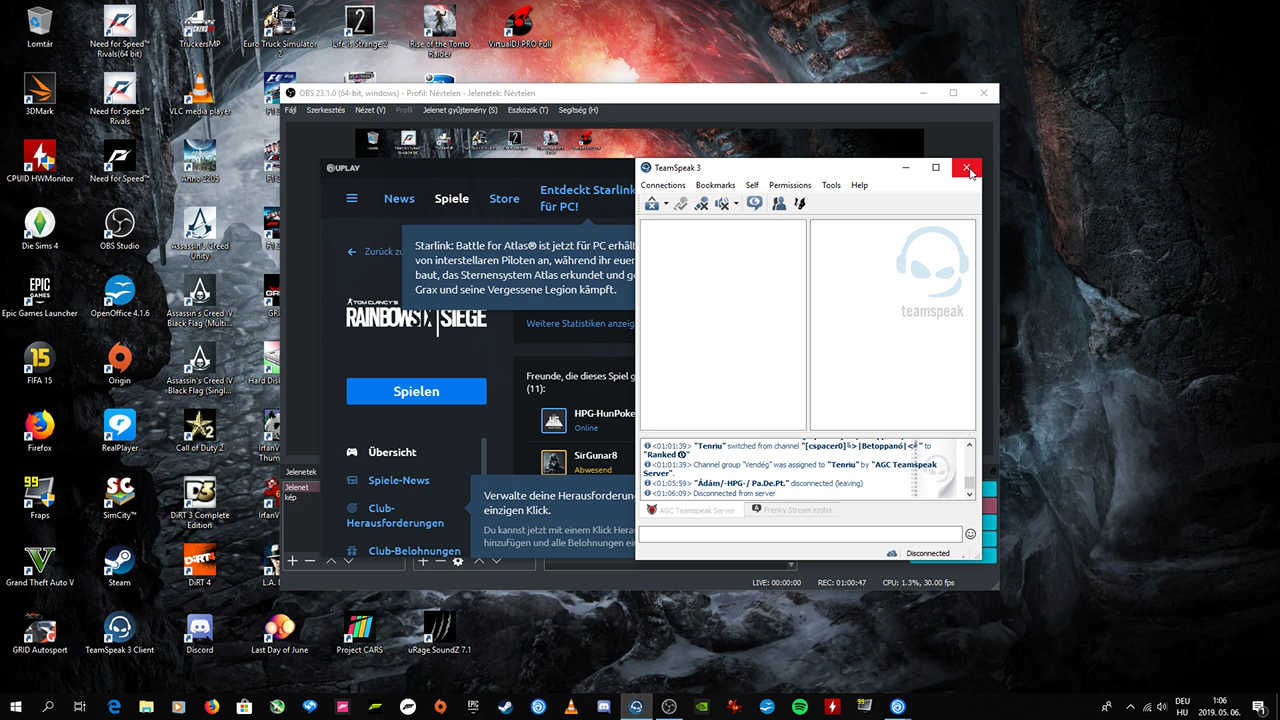 Lomtár
Need for Speed™ Rivals(64 bit)
TruckersMP
Euro Truck Simulator 2
Life is Strange 2
Rise of the Tomb Raider
VirtualDJ PRO Full
3DMark
Need for Speed™ Rivals
VLC media player
CPUID HWMonitor
Need for Speed™
Anno 2205
Die Sims 4
OBS Studio
Assassin's Creed Unity
Epic Games Launcher
OpenOffice 4.1.6
Assassin's Creed IV Black Flag (Multi...
FIFA 15
Origin
Assassin's Creed IV Black Flag (Singl...
Firefox
RealPlayer
Call of Duty 2
Fraps
SimCity™
DiRT 3 Complete Edition
Grand Theft Auto V
Steam
DiRT 4
GRID Autosport
TeamSpeak 3 Client
Discord
Last Day of June
Project CARS
uRage SoundZ 7.1
OBS 23.1.0 (64-bit, windows) - Profil: Névtelen - Jelenetek: Névtelen
Fájl Szerkesztés Nézet (V) Profil Jelenet gyűjtemény (S) Eszközök (T) Segítség (H)
UPLAY
News Spiele Store
Entdeckt Starlink
für PC!
Zurück zu
Starlink: Battle for Atlas® ist jetzt für PC erhält
von interstellaren Piloten an, während ihr euer
baut, das Sternensystem Atlas erkundet und ge
Grax und seine Vergessene Legion kämpft.
TOM CLANCY'S
RAINBOW SIX | SIEGE
Weitere Statistiken anzeig
Spielen
Freunde, die dieses Spiel
(11):
HPG-HunPoke
Online
SirGunar8
Abwesend
Übersicht
Spiele-News
Club-
Herausforderungen
Club-Belohnungen
Verwalte deine Herausforderun
einzigen Klick.
Du kannst jetzt mit einem Klick Hera
hinzufügen und alle Belohnungen ei
Jelenetek
Jelenet
kép
LIVE: 00:00:00 REC: 01:00:47 CPU: 1.3%, 30.00 fps
TeamSpeak 3
Connections Bookmarks Self Permissions Tools Help
teamspeak
<01:01:39> "Tenriu" switched from channel "[cspacer0]╚>|Betoppanó|<╝" to
"Ranked
<01:01:39> Channel group "Vendég" was assigned to "Tenriu" by "AGC Teamspeak
Server".
<01:05:59> "Ádám/-HPG-/ Pa.De.Pt." disconnected (leaving)
<01:06:09> Disconnected from server
AGC Teamspeak Server
Frenky Stream szoba
Disconnected
DEU
HU
1:06
2019. 05. 06.